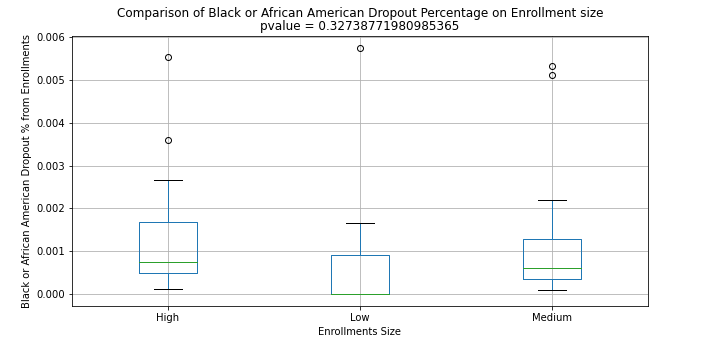 Comparison of Black or African American Dropout Percentage on Enrollment size
pvalue = 0.32738771980985365
Black or African American Dropout % from Enrollments
0.006
0.005
0.004
0.003
0.002
0.001
0.000
High
Low
Medium
Enrollments Size